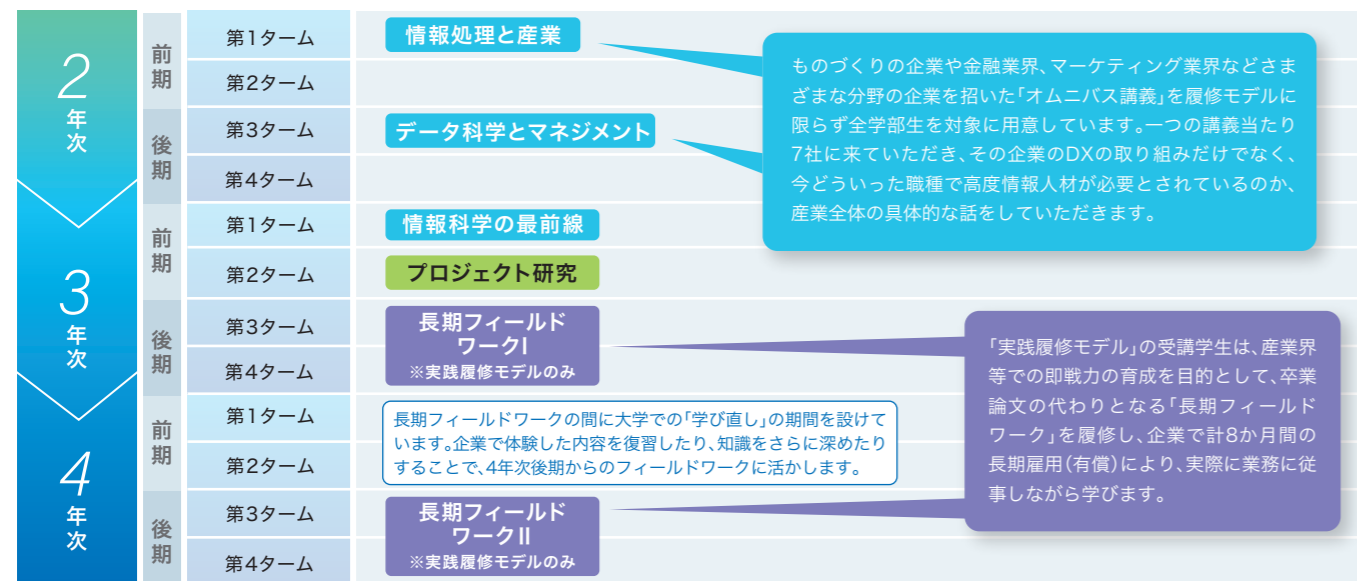 2
年
次
前
期
第1ターム
情報処理と産業
第2ターム
後
期
第3ターム
データ科学とマネジメント
第4ターム
ものづくりの企業や金融業界、マーケティング業界などさま
ざまな分野の企業を招いた「オムニバス講義」を履修モデルに
限らず全学部生を対象に用意しています。一つの講義当たり
7社に来ていただき、その企業のDXの取り組みだけでなく、
今どういった職種で高度情報人材が必要とされているのか、
産業全体の具体的な話をしていただきます。
3
年
次
前
期
第1ターム
情報科学の最前線
第2ターム
プロジェクト研究
後
期
第3ターム
第4ターム
長期フィールド
ワークI
※実践履修モデルのみ
「実践履修モデル」の受講学生は、産業界
等での即戦力の育成を目的として、卒業
論文の代わりとなる「長期フィールド
ワーク」を履修し、企業で計8か月間の
長期雇用(有償)により、実際に業務に従
事しながら学びます。
4
年
次
前
期
第1ターム
第2ターム
長期フィールドワークの間に大学での「学び直し」の期間を設けて
います。企業で体験した内容を復習したり、知識をさらに深めたり
することで、4年次後期からのフィールドワークに活かします。
後
期
第3ターム
第4ターム
長期フィールド
ワークII
※実践履修モデルのみ